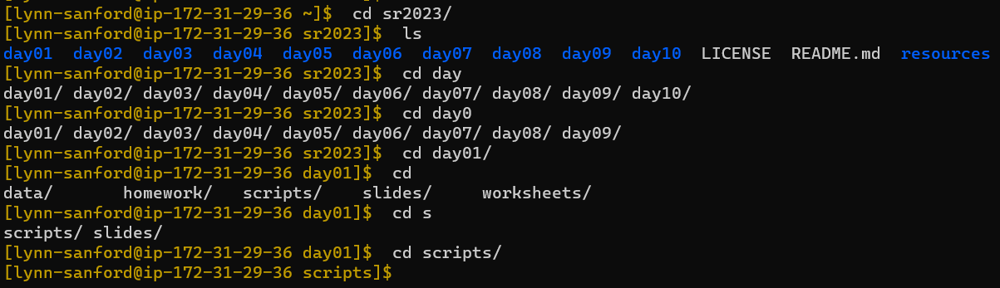 [lynn-sanford@ip-172-31-29-36 ~]$ cd sr2023/
[lynn-sanford@ip-172-31-29-36 sr2023]$ ls
day01 day02 day03 day04 day05 day06 day07 day08 day09 day10 LICENSE README.md resources
[lynn-sanford@ip-172-31-29-36 sr2023]$ cd day
day01/ day02/ day03/ day04/ day05/ day06/ day07/ day08/ day09/ day10/
[lynn-sanford@ip-172-31-29-36 sr2023]$ cd day0
day01/ day02/ day03/ day04/ day05/ day06/ day07/ day08/ day09/
[lynn-sanford@ip-172-31-29-36 sr2023]$ cd day01/
[lynn-sanford@ip-172-31-29-36 day01]$ cd
data/ homework/ scripts/ slides/ worksheets/
[lynn-sanford@ip-172-31-29-36 day01]$ cd s
scripts/ slides/
[lynn-sanford@ip-172-31-29-36 day01]$ cd scripts/
[lynn-sanford@ip-172-31-29-36 scripts]$